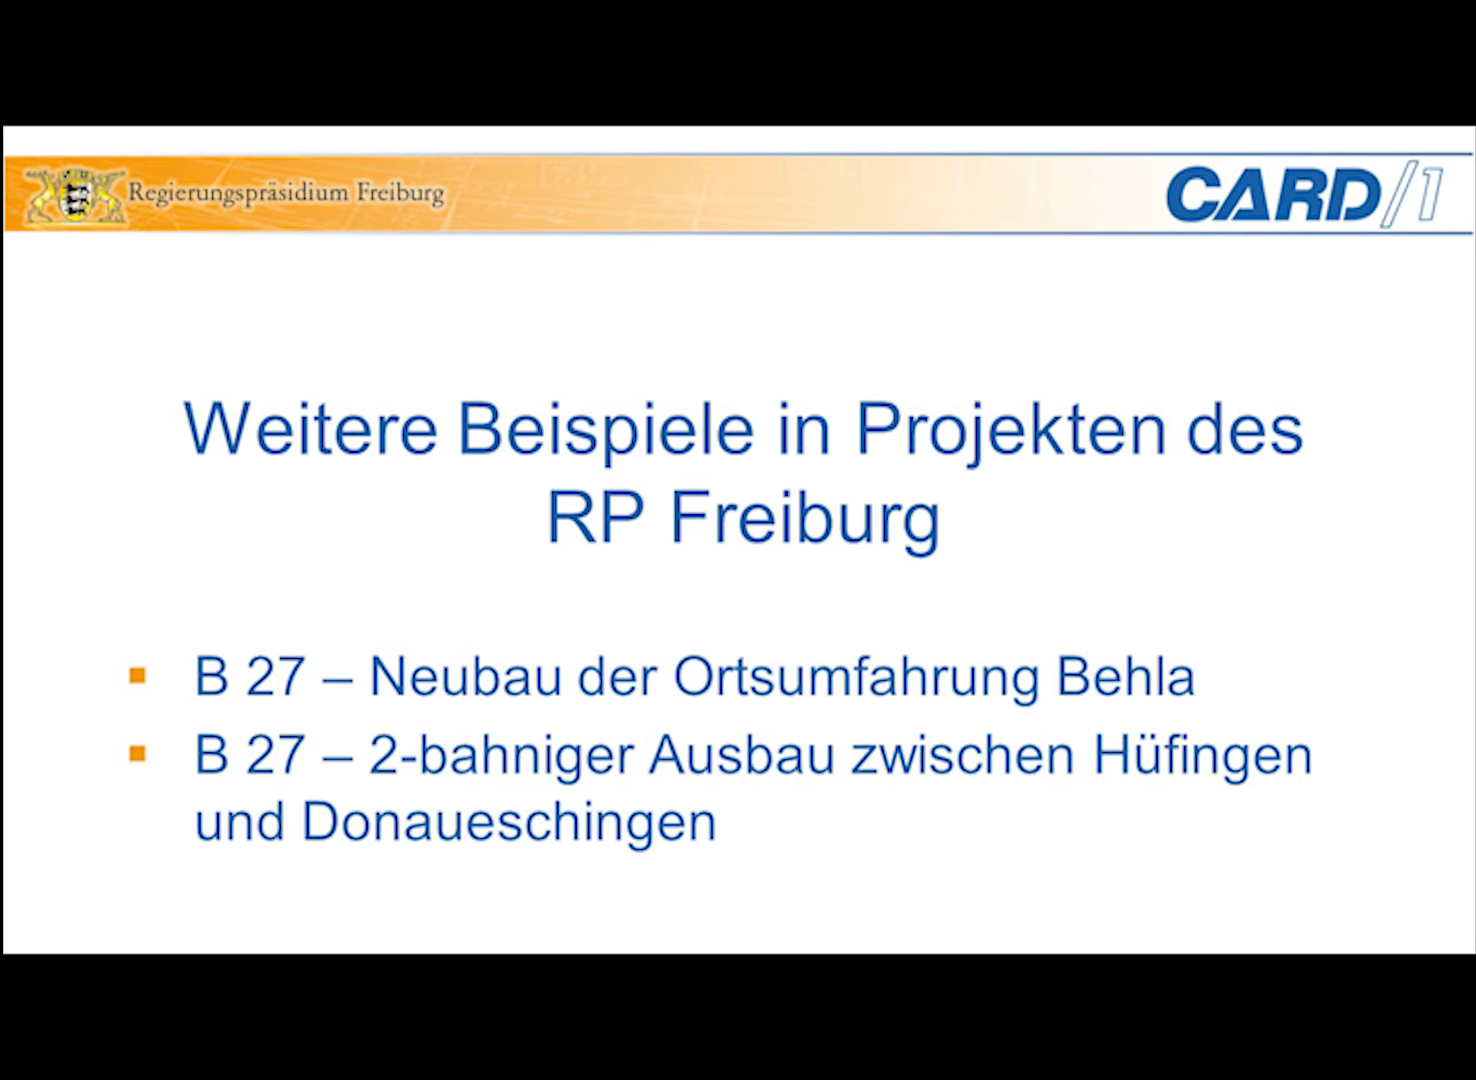 Regierungspräsidium Freiburg
CARD/1
Weitere Beispiele in Projekten des
RP Freiburg
▪ B 27 – Neubau der Ortsumfahrung Behla
▪ B 27 – 2-bahniger Ausbau zwischen Hüfingen
und Donaueschingen